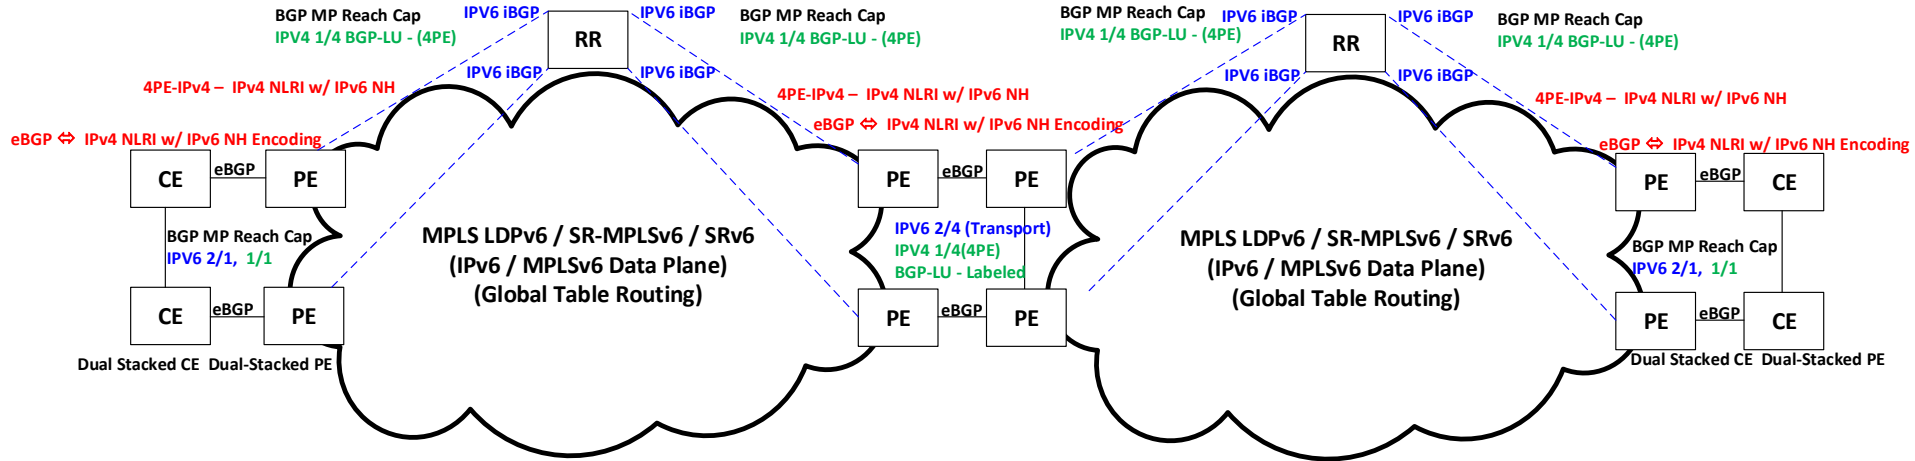 BGP MP Reach Cap
IPV4 1/4 BGP-LU - (4PE)
IPV6 iBGP
RR
IPV6 iBGP
BGP MP Reach Cap
IPV4 1/4 BGP-LU - (4PE)
IPV6 iBGP
IPV6 iBGP
4PE-IPv4 – IPv4 NLRI w/ IPv6 NH
4PE-IPv4 – IPv4 NLRI w/ IPv6 NH
eBGP ⇔ IPv4 NLRI w/ IPv6 NH Encoding
eBGP ⇔ IPv4 NLRI w/ IPv6 NH Encoding
CE
eBGP
PE
BGP MP Reach Cap
IPV6 2/1, 1/1
CE
eBGP
PE
Dual Stacked CE Dual-Stacked PE
MPLS LDPv6 / SR-MPLSv6 / SRv6
(IPv6 / MPLSv6 Data Plane)
(Global Table Routing)
PE
eBGP
PE
IPV6 2/4 (Transport)
IPV4 1/4(4PE)
BGP-LU - Labeled
PE
eBGP
PE
BGP MP Reach Cap
IPV4 1/4 BGP-LU - (4PE)
IPV6 iBGP
RR
IPV6 iBGP
BGP MP Reach Cap
IPV4 1/4 BGP-LU - (4PE)
IPV6 iBGP
IPV6 iBGP
4PE-IPv4 – IPv4 NLRI w/ IPv6 NH
eBGP ⇔ IPv4 NLRI w/ IPv6 NH Encoding
MPLS LDPv6 / SR-MPLSv6 / SRv6
(IPv6 / MPLSv6 Data Plane)
(Global Table Routing)
PE
eBGP
CE
BGP MP Reach Cap
IPV6 2/1, 1/1
PE
eBGP
CE
Dual Stacked CE Dual-Stacked PE